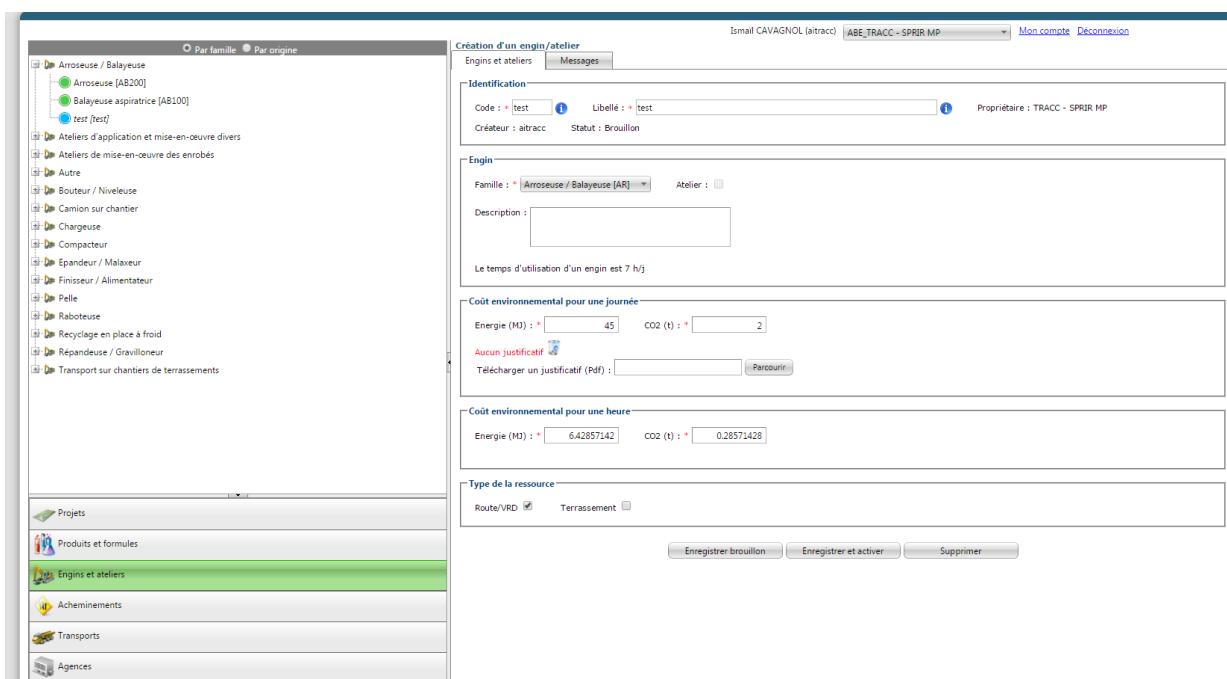 Ismaïl CAVAGNOL (aitracc) ABE_TRACC - SPRIR MP Mon compte Déconnexion
Par famille Par origine
Arroseuse / Balayeuse
Arroseuse [AB200]
Balayeuse aspiratrice [AB100]
test [test]
Ateliers d'application et mise-en-œuvre divers
Ateliers de mise-en-œuvre des enrobés
Autre
Bouteur / Niveleuse
Camion sur chantier
Chargeuse
Compacteur
Epandeur / Malaxeur
Finisseur / Alimentateur
Pelle
Raboteuse
Recyclage en place à froid
Répandeuse / Gravilloneur
Transport sur chantiers de terrassements
Projets
Produits et formules
Engins et ateliers
Acheminements
Transports
Agences
Création d'un engin/atelier
Engins et ateliers Messages
Identification
Code : * test Libellé : * test Propriétaire : TRACC - SPRIR MP
Créateur : aitracc Statut : Brouillon
Engin
Famille : * Arroseuse / Balayeuse [AR] Atelier :
Description :
Le temps d'utilisation d'un engin est 7 h/j
Coût environnemental pour une journée
Energie (MJ) : * 45 CO2 (t) : * 2
Aucun justificatif
Télécharger un justificatif (Pdf) : Parcourir
Coût environnemental pour une heure
Energie (MJ) : * 6.42857142 CO2 (t) : * 0.28571428
Type de la ressource
Route/VRD Terrassement
Enregistrer brouillon Enregistrer et activer Supprimer